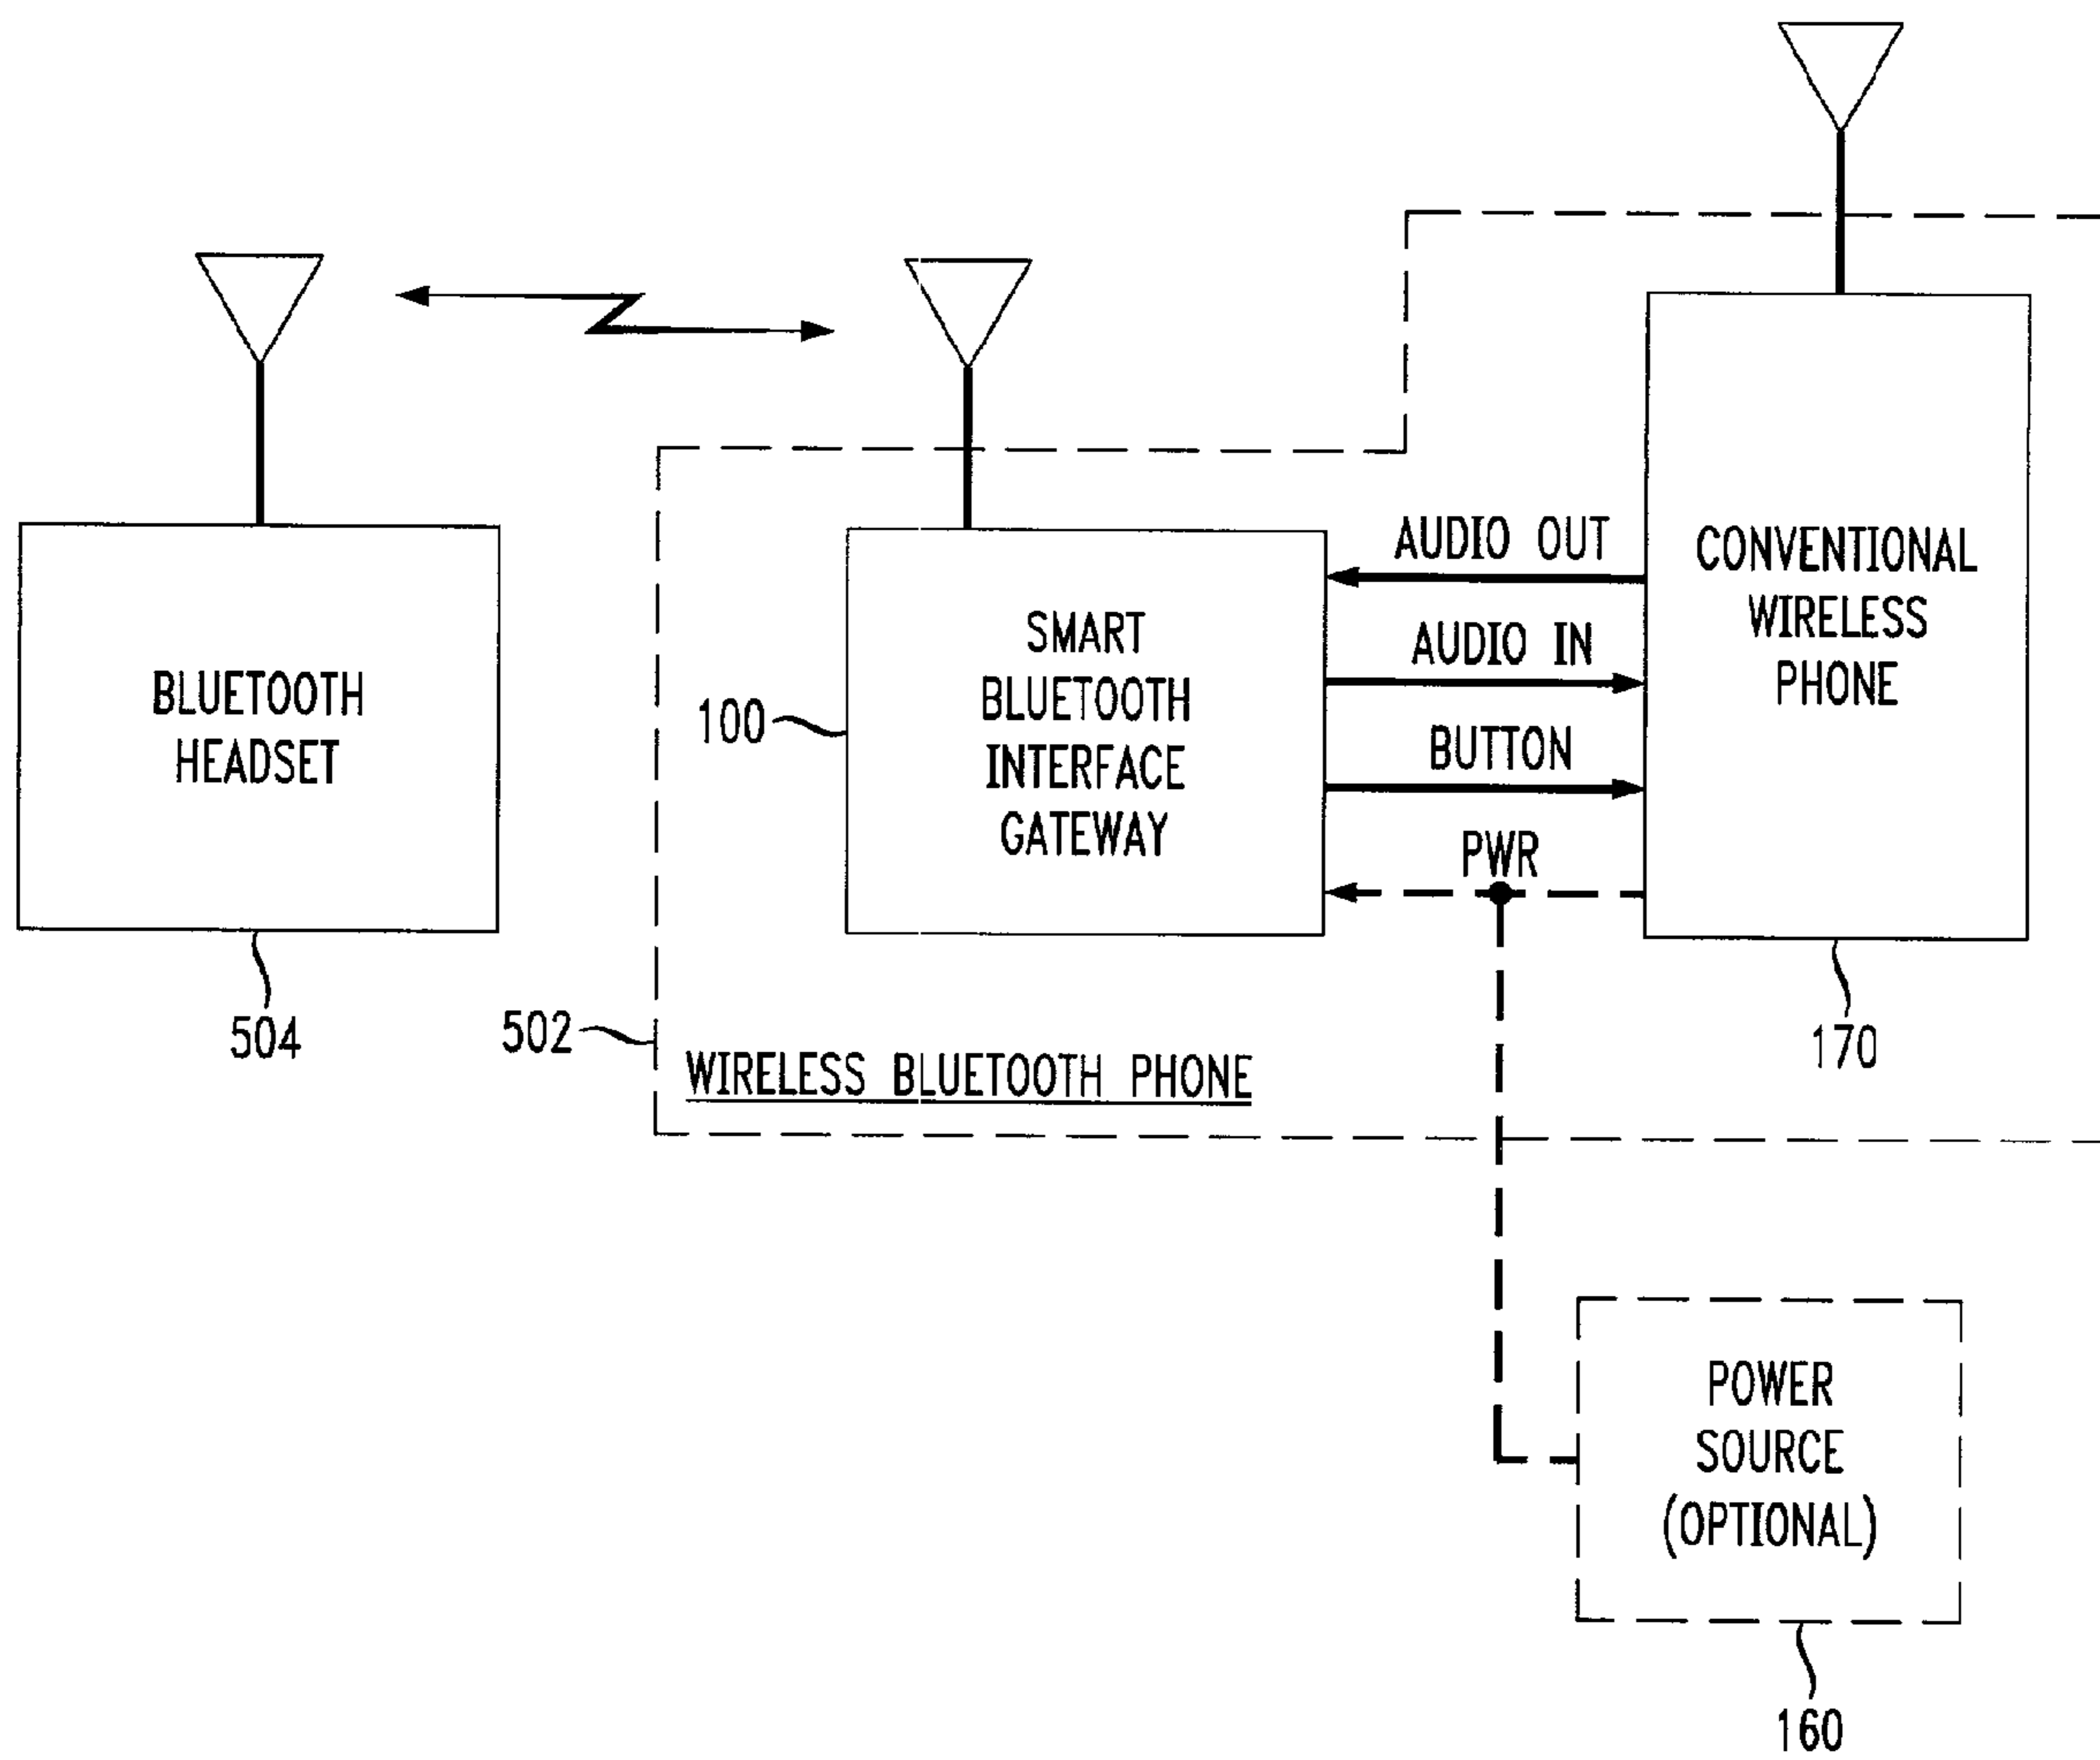 BLUETOOTH
HEADSET
504
SMART
BLUETOOTH
INTERFACE
GATEWAY
100
AUDIO OUT
AUDIO IN
BUTTON
PWR
CONVENTIONAL
WIRELESS
PHONE
170
502
WIRELESS BLUETOOTH PHONE
POWER
SOURCE
(OPTIONAL)
160